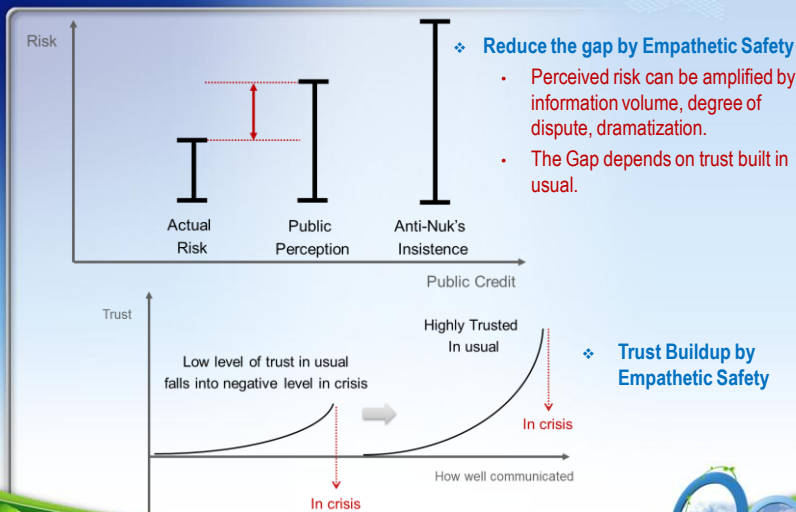 Risk
Actual
Risk
Public
Perception
Anti-Nuk's
Insistence
Public Credit
❖ Reduce the gap by Empathetic Safety
• Perceived risk can be amplified by
information volume, degree of
dispute, dramatization.
• The Gap depends on trust built in
usual.
Trust
Low level of trust in usual
falls into negative level in crisis
In crisis
Highly Trusted
In usual
In crisis
How well communicated
❖ Trust Buildup by
Empathetic Safety